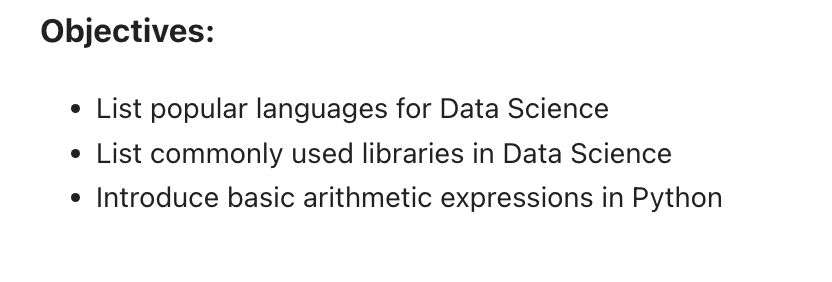 Objectives:
• List popular languages for Data Science
• List commonly used libraries in Data Science
• Introduce basic arithmetic expressions in Python